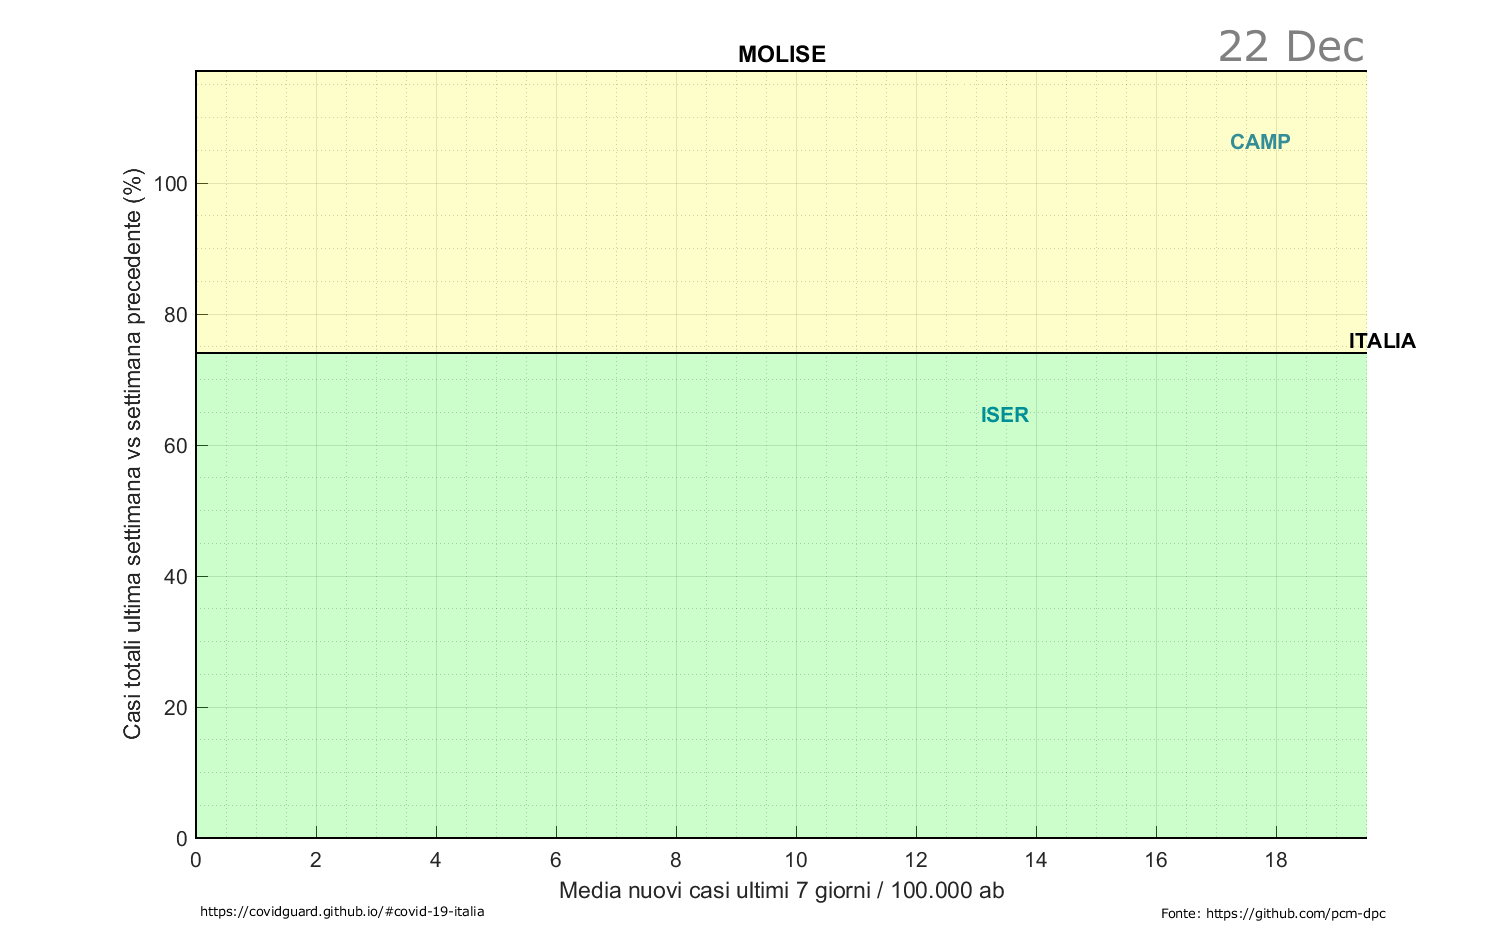 MOLISE
22 Dec
CAMP
ITALIA
ISER
Casi totali ultima settimana vs settimana precedente (%)
100
80
60
40
20
0
0 2 4 6 8 10 12 14 16 18
Media nuovi casi ultimi 7 giorni / 100.000 ab
https://covidguard.github.io/#covid-19-italia
Fonte: https://github.com/pcm-dpc